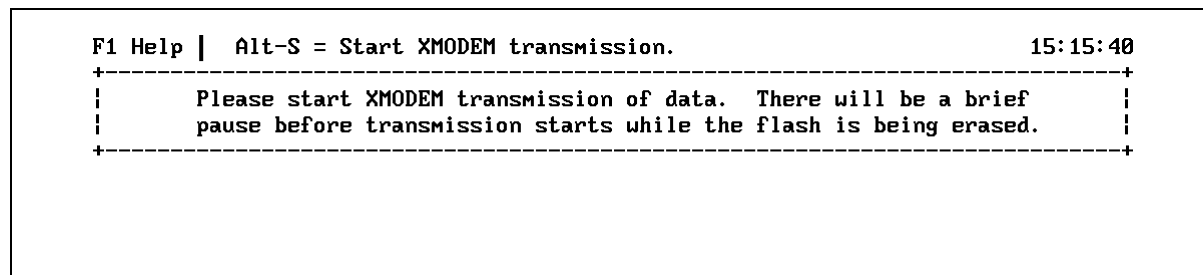 F1 Help | Alt-S = Start XMODEM transmission. 15:15:40
Please start XMODEM transmission of data. There will be a brief
pause before transmission starts while the flash is being erased.